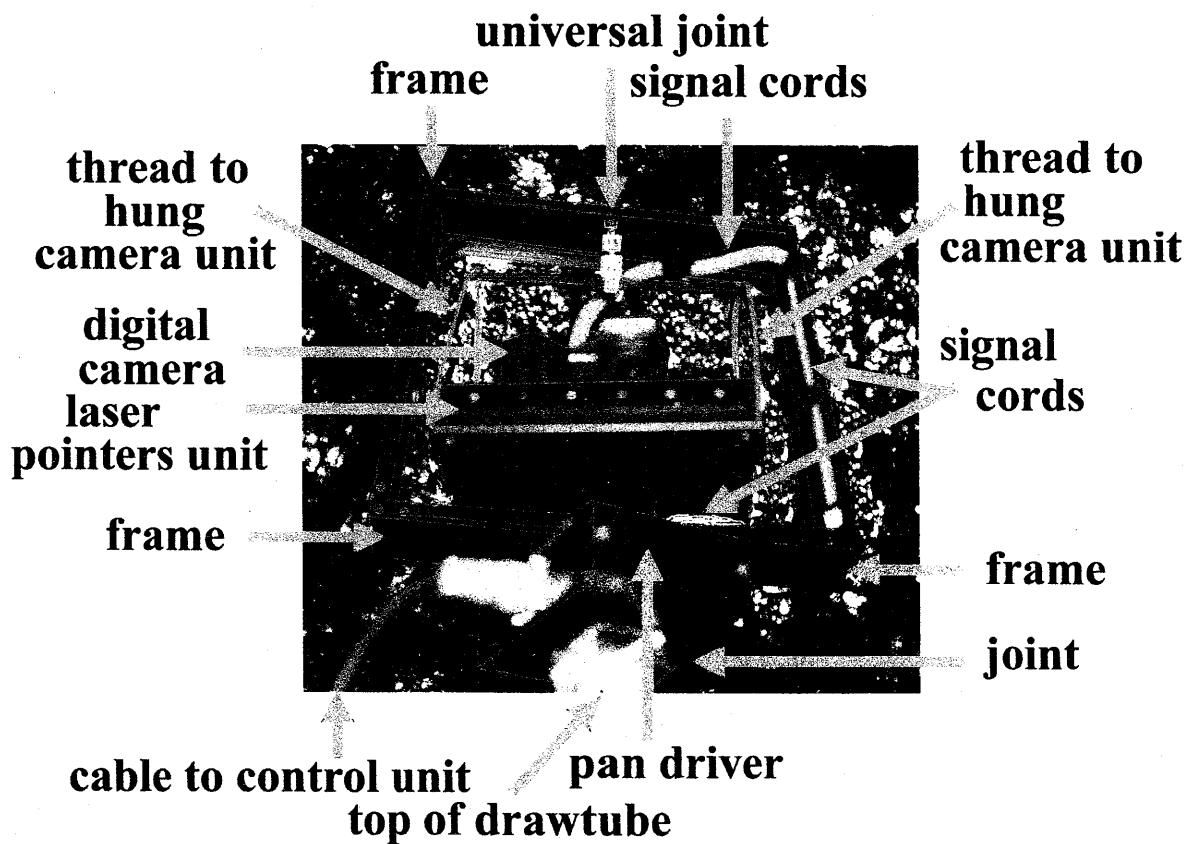 universal joint
frame
signal cords
thread to
hung
camera unit
thread to
hung
camera unit
digital
camera
signal
cords
laser
pointers unit
frame
frame
joint
pan driver
cable to control unit
top of drawtube